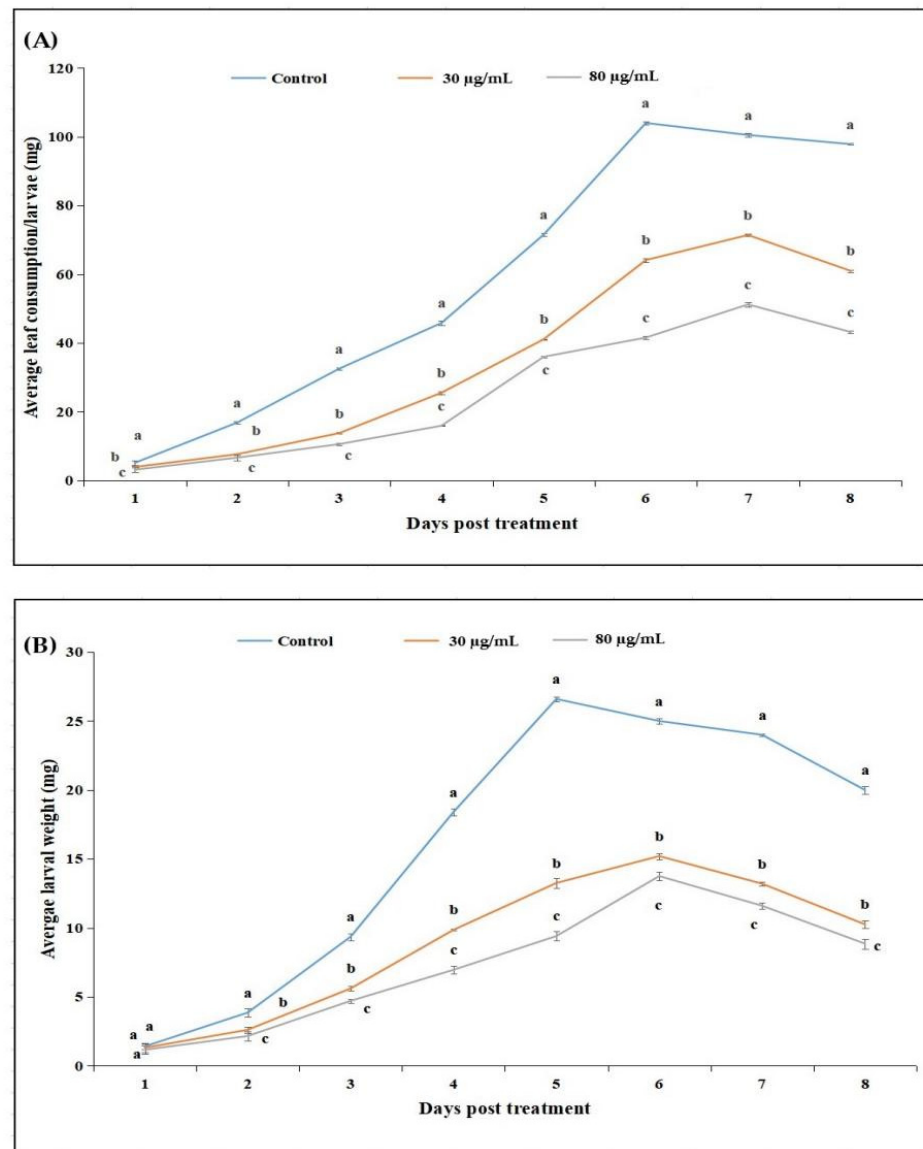 (A)
120
Control 30 µg/mL 80 µg/mL
a a a
100
80
a b
b b
60
a c
b
40 a c c
b c
20 a b c
a b c
b c
c
0
1 2 3 4 5 6 7 8
Days post treatment
Average leaf consumption/larvae (mg)
(B)
Control 30 µg/mL 80 µg/mL
30
a
a a
25
a
a
20
b
15 b b
a b b
10 c c c
c c
b
5 a b c
a a c
a
0
1 2 3 4 5 6 7 8
Days post treatment
Avergae larval weight (mg)